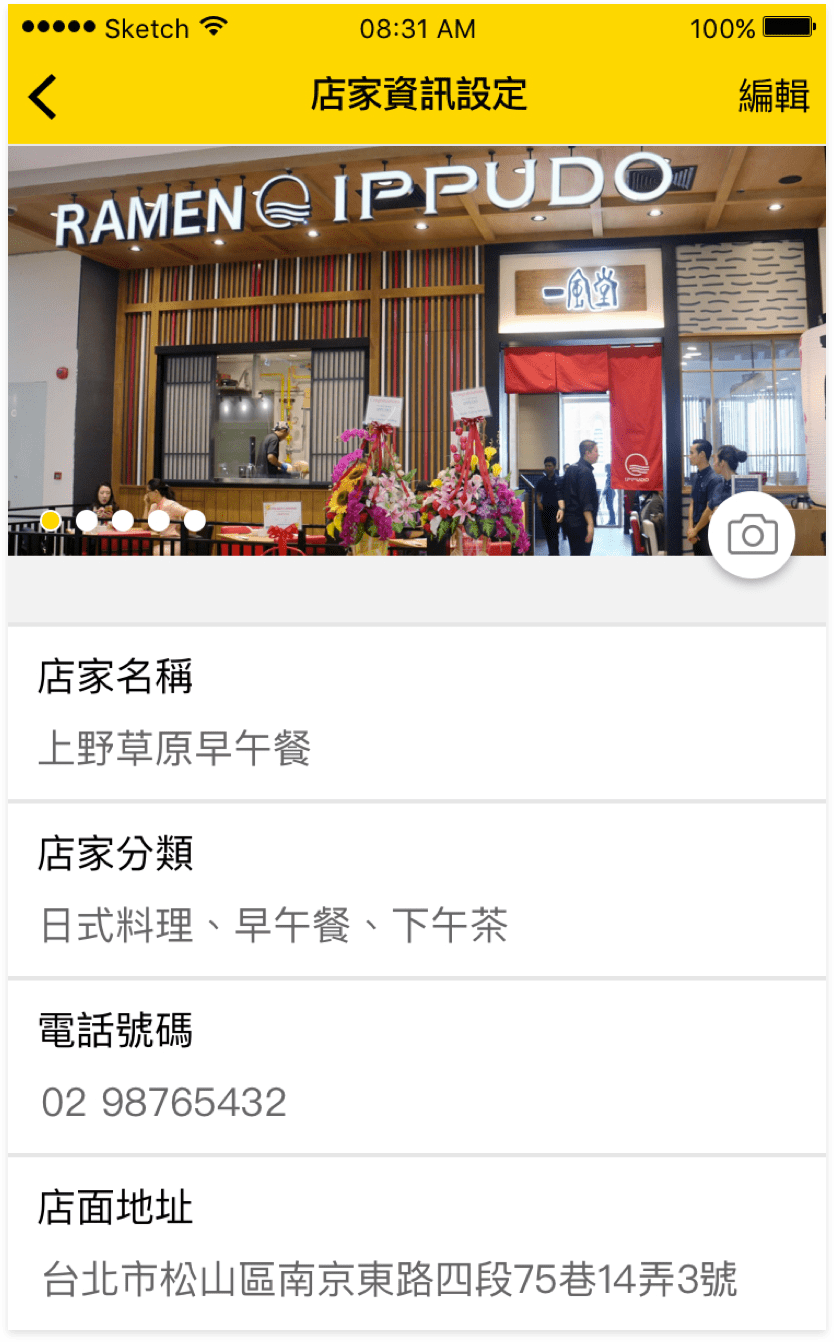 Sketch 08:31 AM 100%
店家資訊設定 編輯
RAMEN IPPUDO
一風堂
IPPUDO
店家名稱
上野草原早午餐
店家分類
日式料理、早午餐、下午茶
電話號碼
02 98765432
店面地址
台北市松山區南京東路四段75巷14弄3號